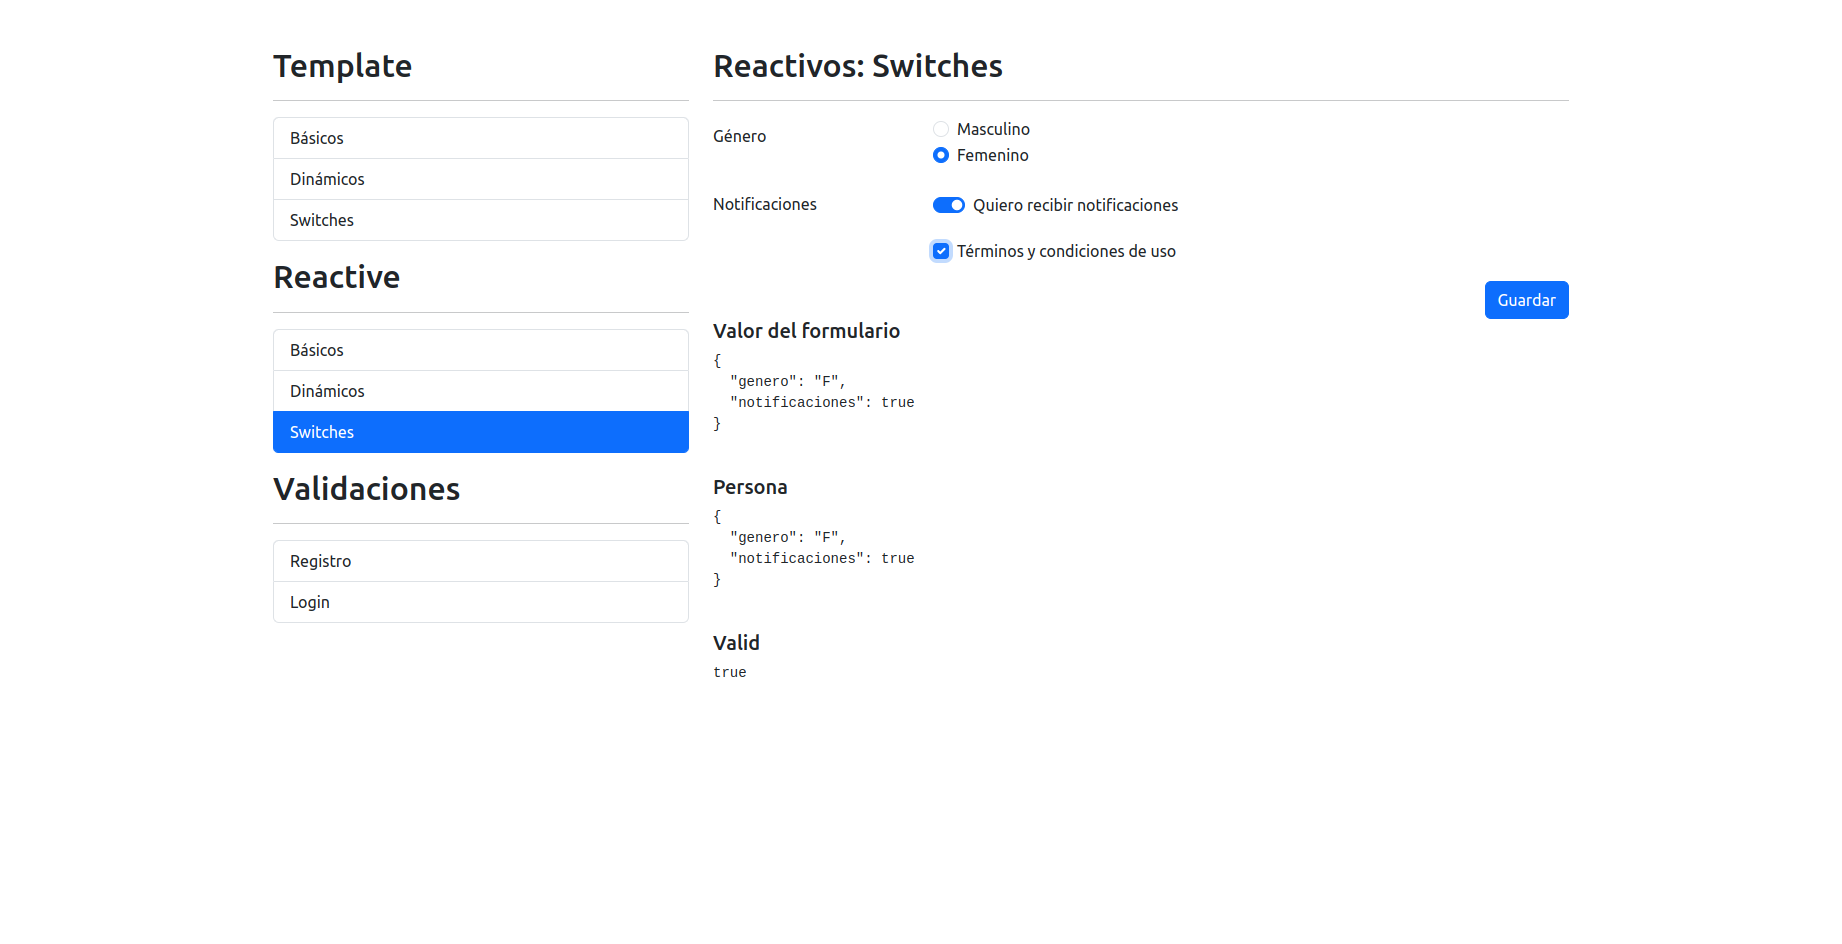 Template
Básicos
Dinámicos
Switches
Reactive
Básicos
Dinámicos
Switches
Validaciones
Registro
Login
Reactivos: Switches
Género
Masculino
Femenino
Notificaciones
Quiero recibir notificaciones
Términos y condiciones de uso
Guardar
Valor del formulario
{
  "genero": "F",
  "notificaciones": true
}
Persona
{
  "genero": "F",
  "notificaciones": true
}
Valid
true